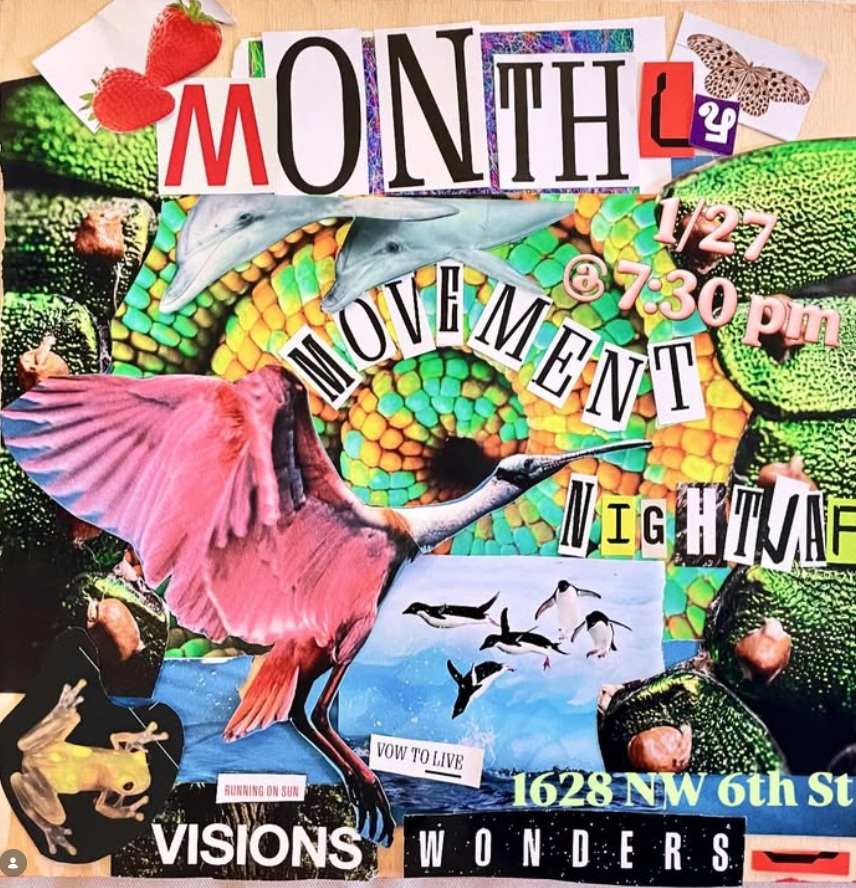 MONTHLY
1/27
@ 7:30 pm
MOVEMENT
NIGHTJAR
VOW TO LIVE
RUNNING ON SUN
1628 NW 6th St
VISIONS WONDERS